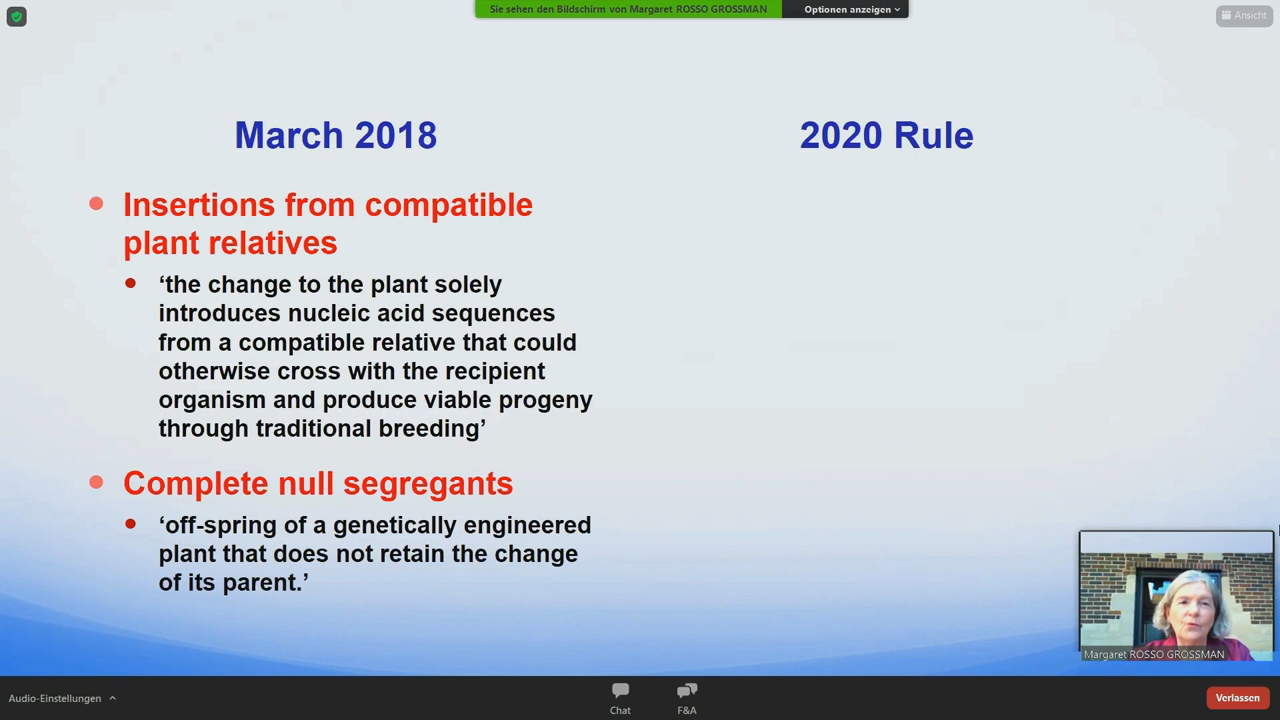 Sie sehen den Bildschirm von Margaret ROSSO GROSSMAN
Optionen anzeigen
Ansicht
March 2018
2020 Rule
Insertions from compatible
plant relatives
‘the change to the plant solely
introduces nucleic acid sequences
from a compatible relative that could
otherwise cross with the recipient
organism and produce viable progeny
through traditional breeding’
Complete null segregants
‘off-spring of a genetically engineered
plant that does not retain the change
of its parent.’
Margaret ROSSO GROSSMAN
Audio-Einstellungen
Chat
F&A
Verlassen